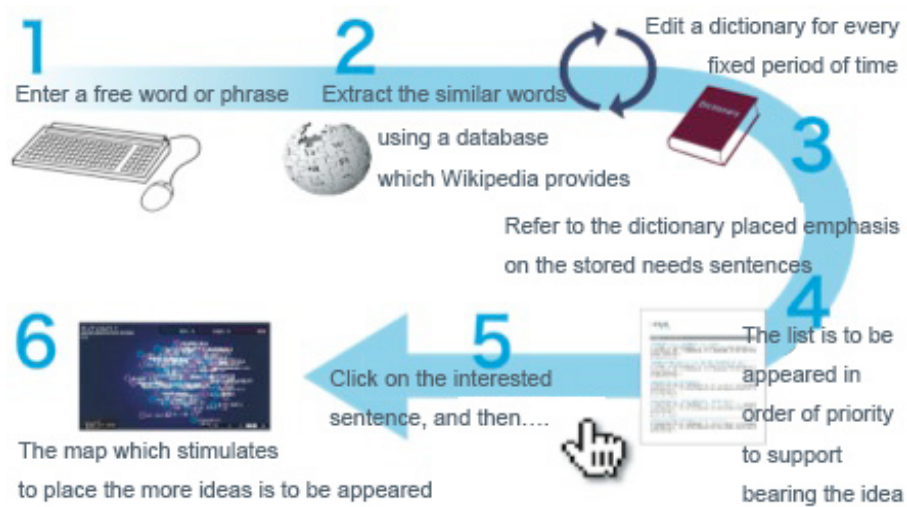 1
Enter a free word or phrase
2
Extract the similar words
using a database
which Wikipedia provides
Edit a dictionary for every
fixed period of time
Dictionary
3
Refer to the dictionary placed emphasis
on the stored needs sentences
4
The list is to be
appeared in
order of priority
to support
bearing the idea
5
Click on the interested
sentence, and then....
6
The map which stimulates
to place the more ideas is to be appeared